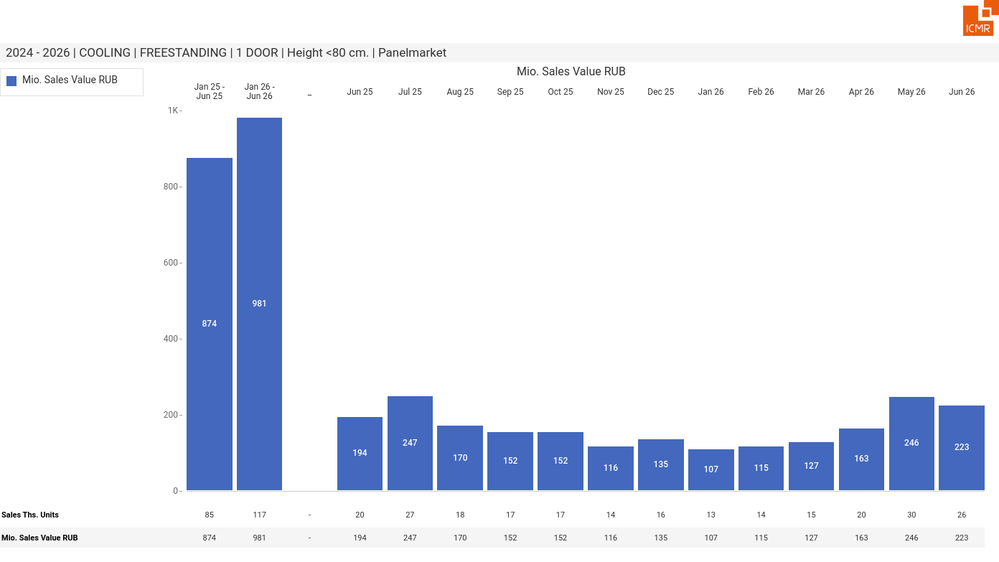 ICMR
2024 - 2026 | COOLING | FREESTANDING | 1 DOOR | Height <80 cm. | Panelmarket
Mio. Sales Value RUB
Mio. Sales Value RUB
Jan 25 - Jan 26 -
Jun 25 Jun 26 – Jun 25 Jul 25 Aug 25 Sep 25 Oct 25 Nov 25 Dec 25 Jan 26 Feb 26 Mar 26 Apr 26 May 26 Jun 26
1K
800
600
400
200
0
874 981 194 247 170 152 152 116 135 107 115 127 163 246 223
Sales Ths. Units 85 117 - 20 27 18 17 17 14 16 13 14 15 20 30 26
Mio. Sales Value RUB 874 981 - 194 247 170 152 152 116 135 107 115 127 163 246 223